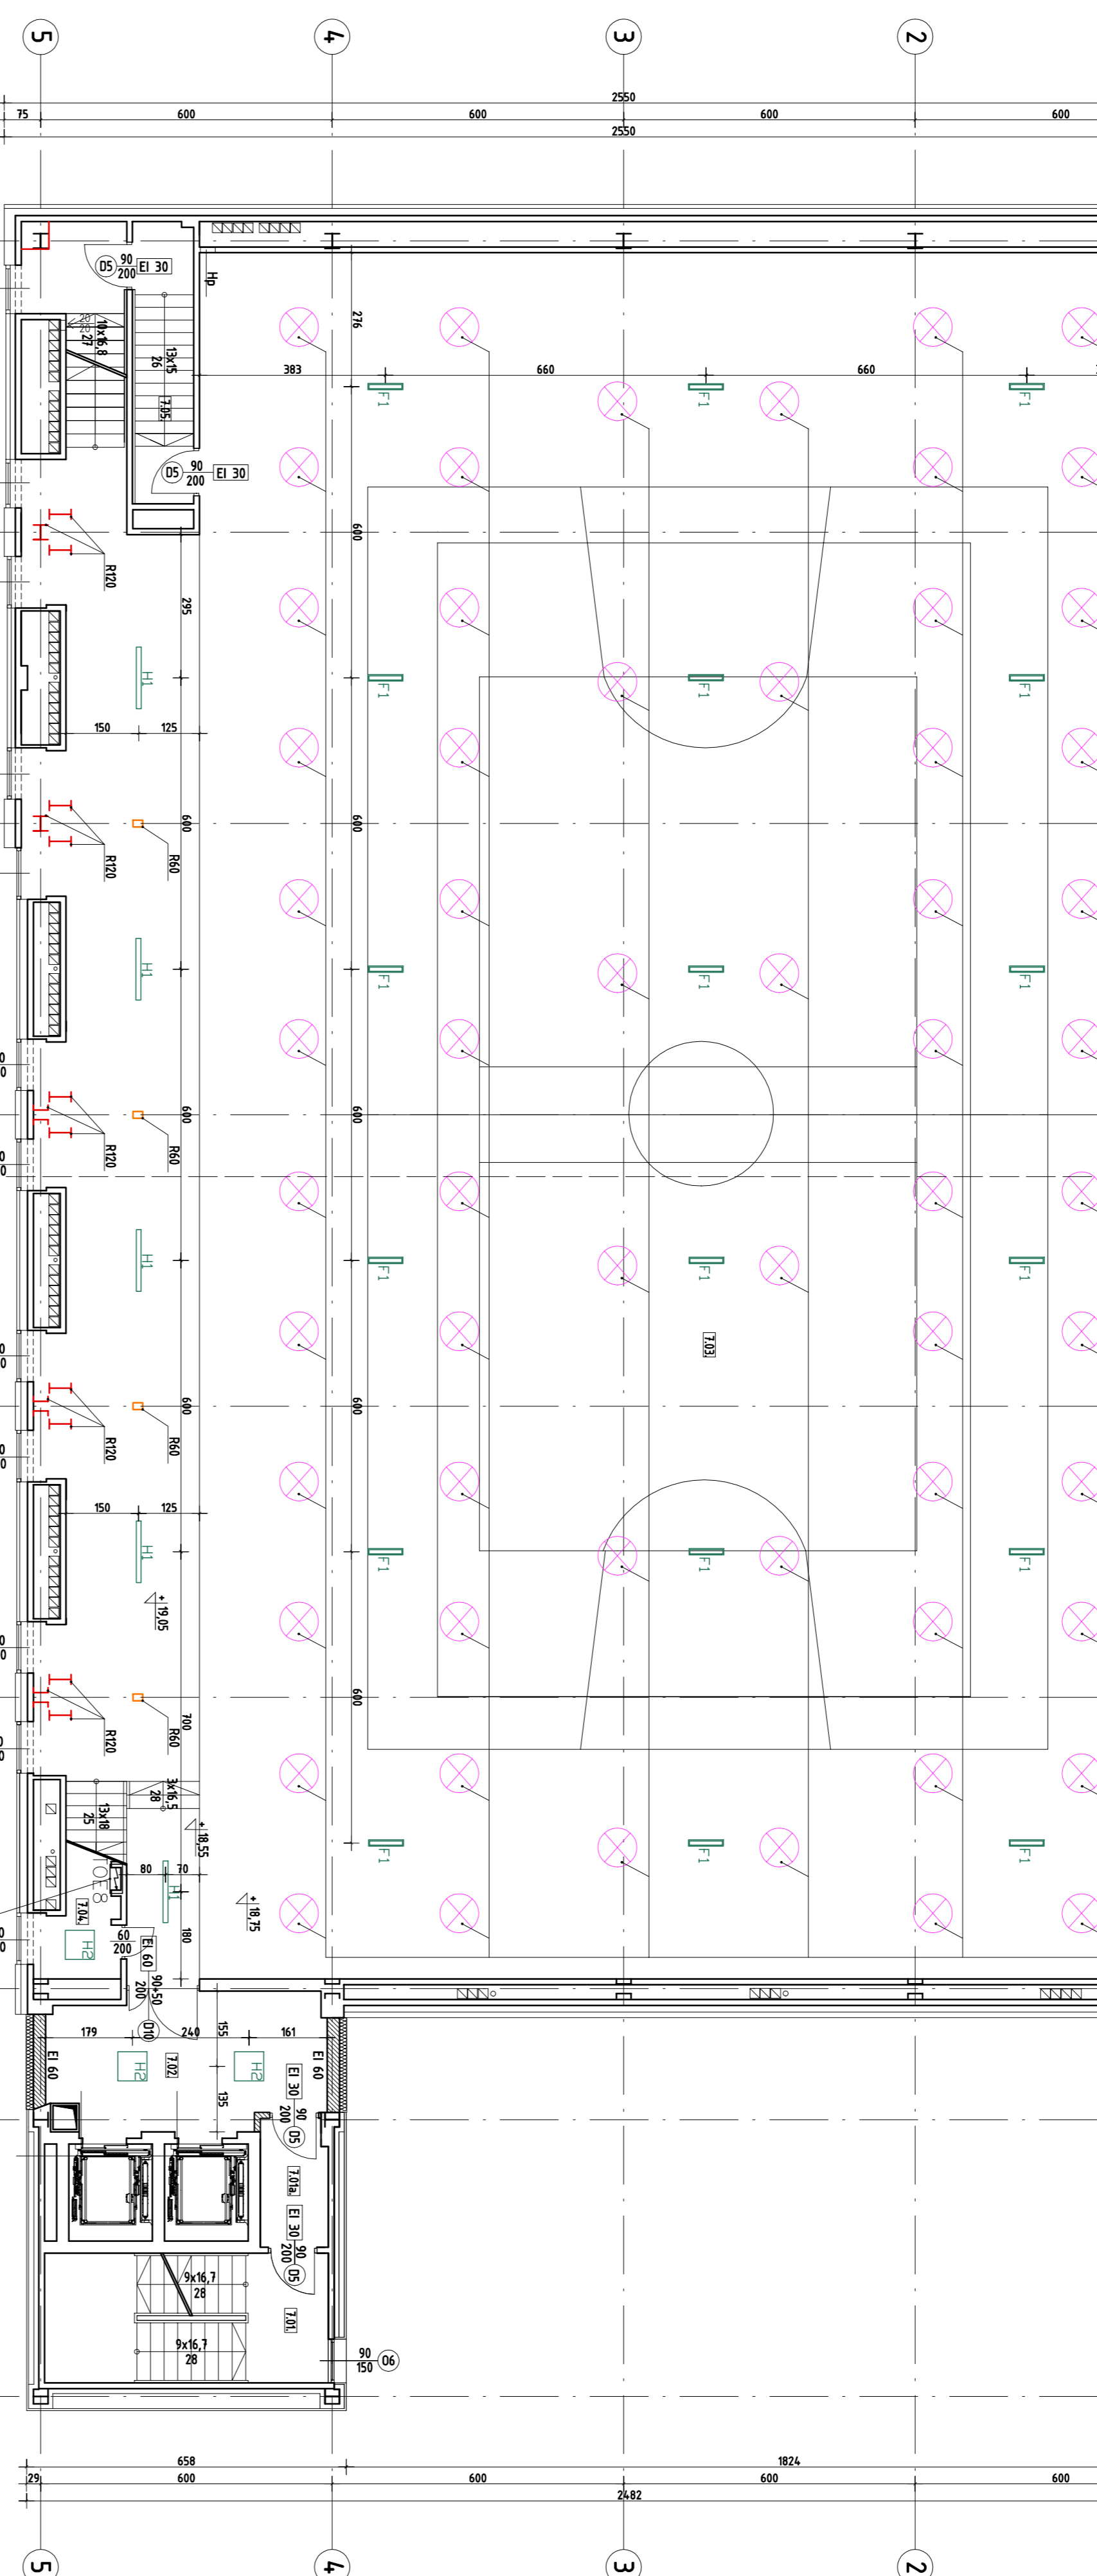 5
4
3
2
2550
75
600
600
600
600
2550
D5
90
200
EI 30
Hp
276
10x16,8
27
13x15
26
7.05.
383
660
660
F1
F1
F1
D5
90
200
EI 30
R120
600
295
H1
F1
F1
F1
150
125
R120
600
R60
600
H1
F1
F1
F1
R120
600
R60
600
H1
F1
F1
F1
7.03.
R120
600
R60
600
150
125
H1
F1
F1
F1
+19,05
R120
700
R60
600
3x16,5
28
13x18
25
+18,55
80
70
H1
F1
F1
F1
+18,75
7.04.
H2
60
200
EI 60
180
90+50
200
D10
179
240
155
161
EI 60
H2
7.02.
H2
EI 60
135
EI 30
90
200
D5
7.01a.
EI 30
90
200
D5
9x16,7
28
7.01.
9x16,7
28
90
150
O6
658
1824
29
600
600
600
600
2482
5
4
3
2